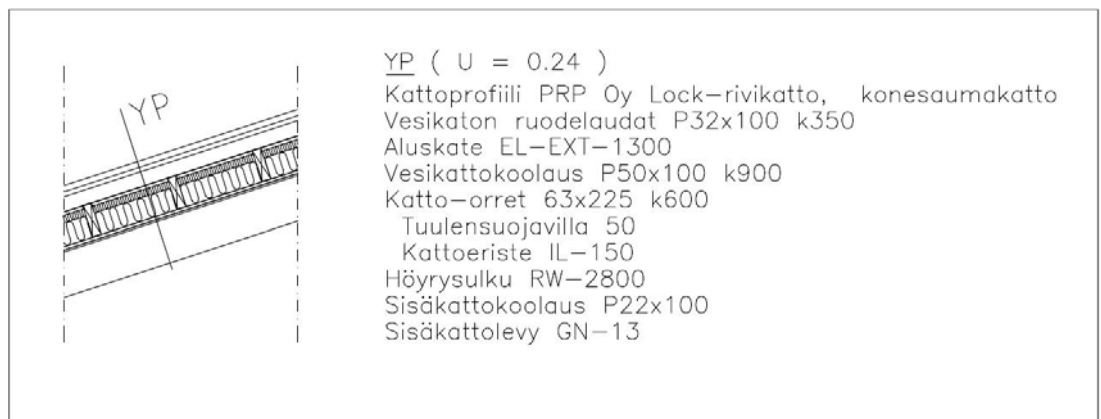 YP
YP ( U = 0.24 )
Kattoprofiili PRP Oy Lock-rivikatto, konesaumakatto
Vesikaton ruodelaudat P32x100 k350
Aluskate EL-EXT-1300
Vesikattokoolaus P50x100 k900
Katto-orret 63x225 k600
Tuulensuojavilla 50
Kattoeriste IL-150
Höyrysulku RW-2800
Sisäkattokoolaus P22x100
Sisäkattolevy GN-13